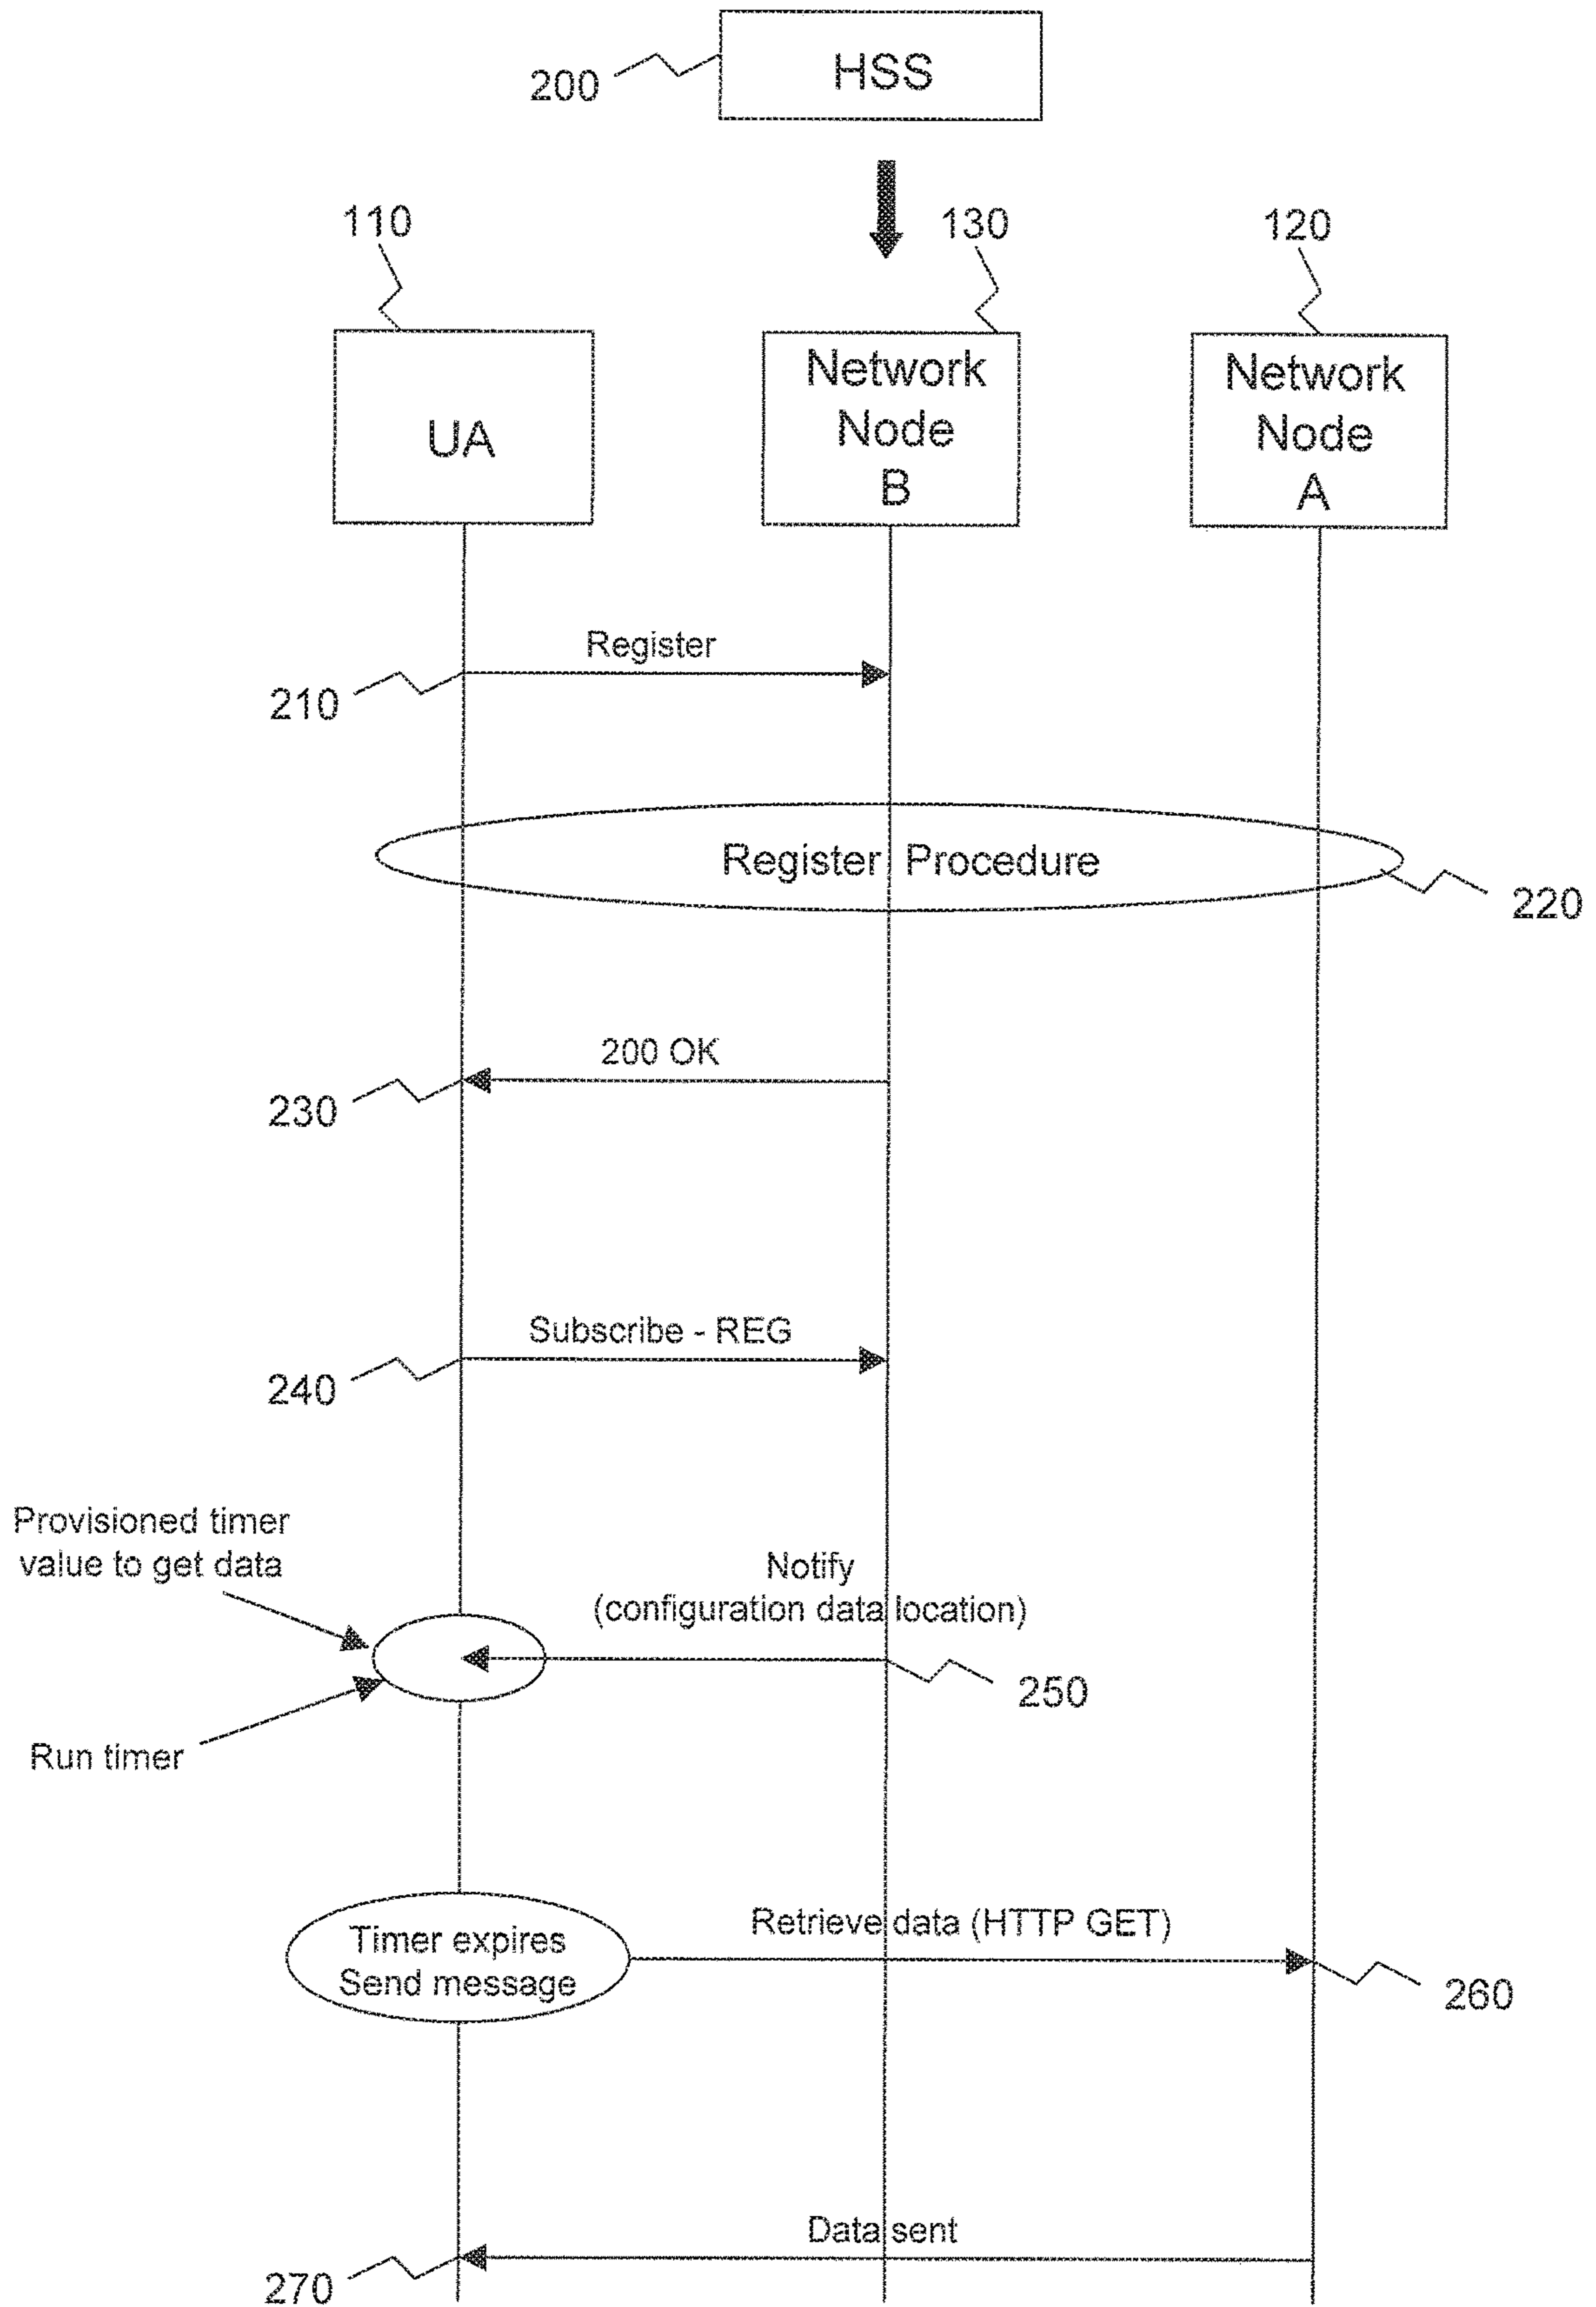 HSS
200
110
130
120
UA
Network
Node
B
Network
Node
A
Register
210
Register Procedure
220
200 OK
230
Subscribe - REG
240
Provisioned timer
value to get data
Notify
(configuration data location)
250
Run timer
Timer expires
Send message
Retrieve data (HTTP GET)
260
Data sent
270